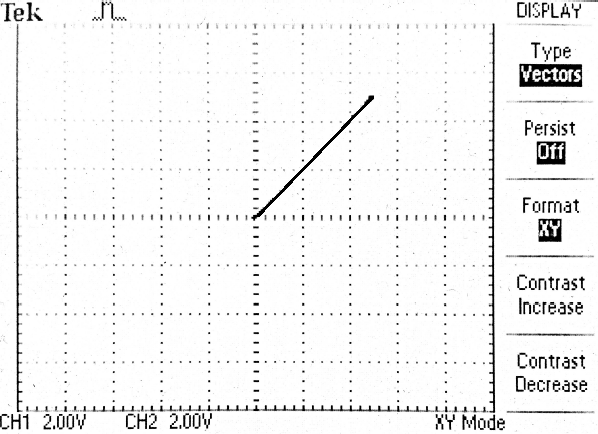 Tek
DISPLAY
Type
Vectors
Persist
Off
Format
XY
Contrast
Increase
Contrast
Decrease
CH1 2.00V CH2 2.00V XY Mode